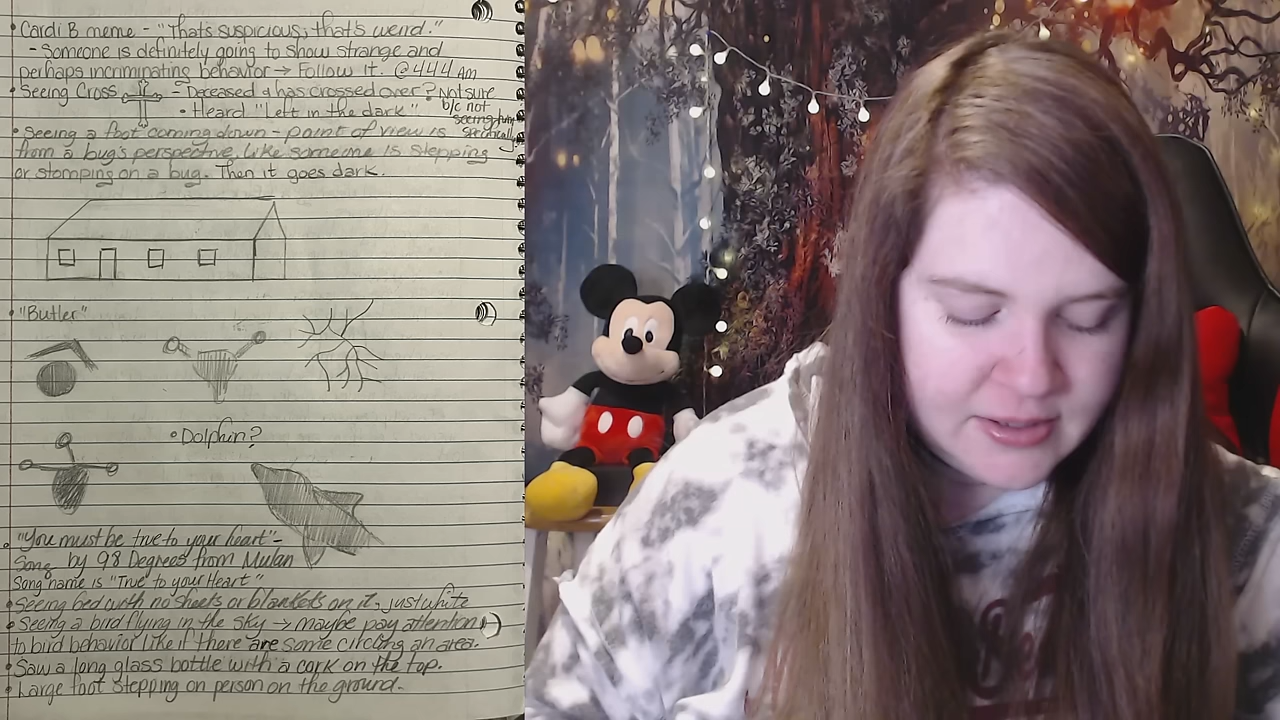 • Cardi B meme - "That's suspicious, that's weird."
- Someone is definitely going to show strange and
perhaps incriminating behavior → Follow it. @ 444 Am
• Seeing Cross - Deceased & has crossed over? Not sure
b/c not
• Heard "left in the dark"
seeing
• Seeing a foot coming down - point of view is
from a bug's perspective, like someone is stepping
or stomping on a bug. Then it goes dark.
• "Butler"
• Dolphin?
• "You must be true to your heart" -
Song by 98 Degrees from Mulan
Song name is "True to your Heart"
• Seeing bed with no sheets or blankets on it, just white
• Seeing a bird flying in the sky → maybe pay attention
to bird behavior like if there are some circling an area.
• Saw a long glass bottle with a cork on the top.
• Large foot stepping on person on the ground.